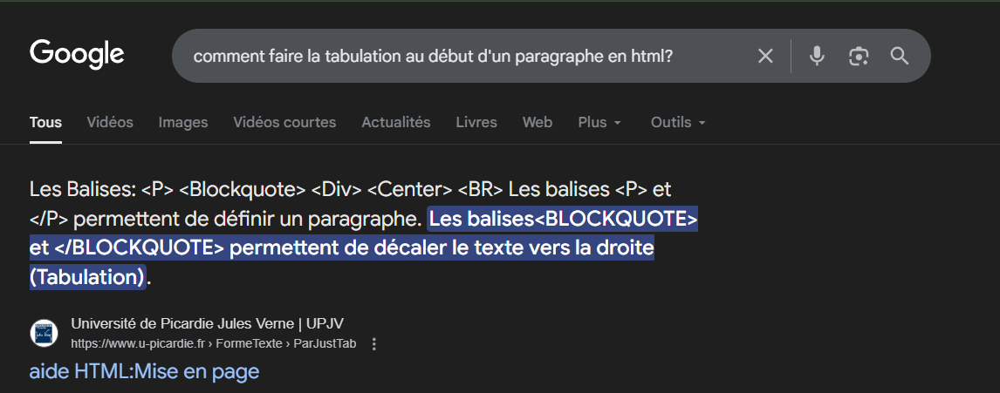 Google
comment faire la tabulation au début d'un paragraphe en html?
Tous Vidéos Images Vidéos courtes Actualités Livres Web Plus Outils
Les Balises: <P> <Blockquote> <Div> <Center> <BR> Les balises <P> et
</P> permettent de définir un paragraphe. Les balises<BLOCKQUOTE>
et </BLOCKQUOTE> permettent de décaler le texte vers la droite
(Tabulation).
Université de Picardie Jules Verne | UPJV
https://www.u-picardie.fr › FormeTexte › ParJustTab
aide HTML:Mise en page